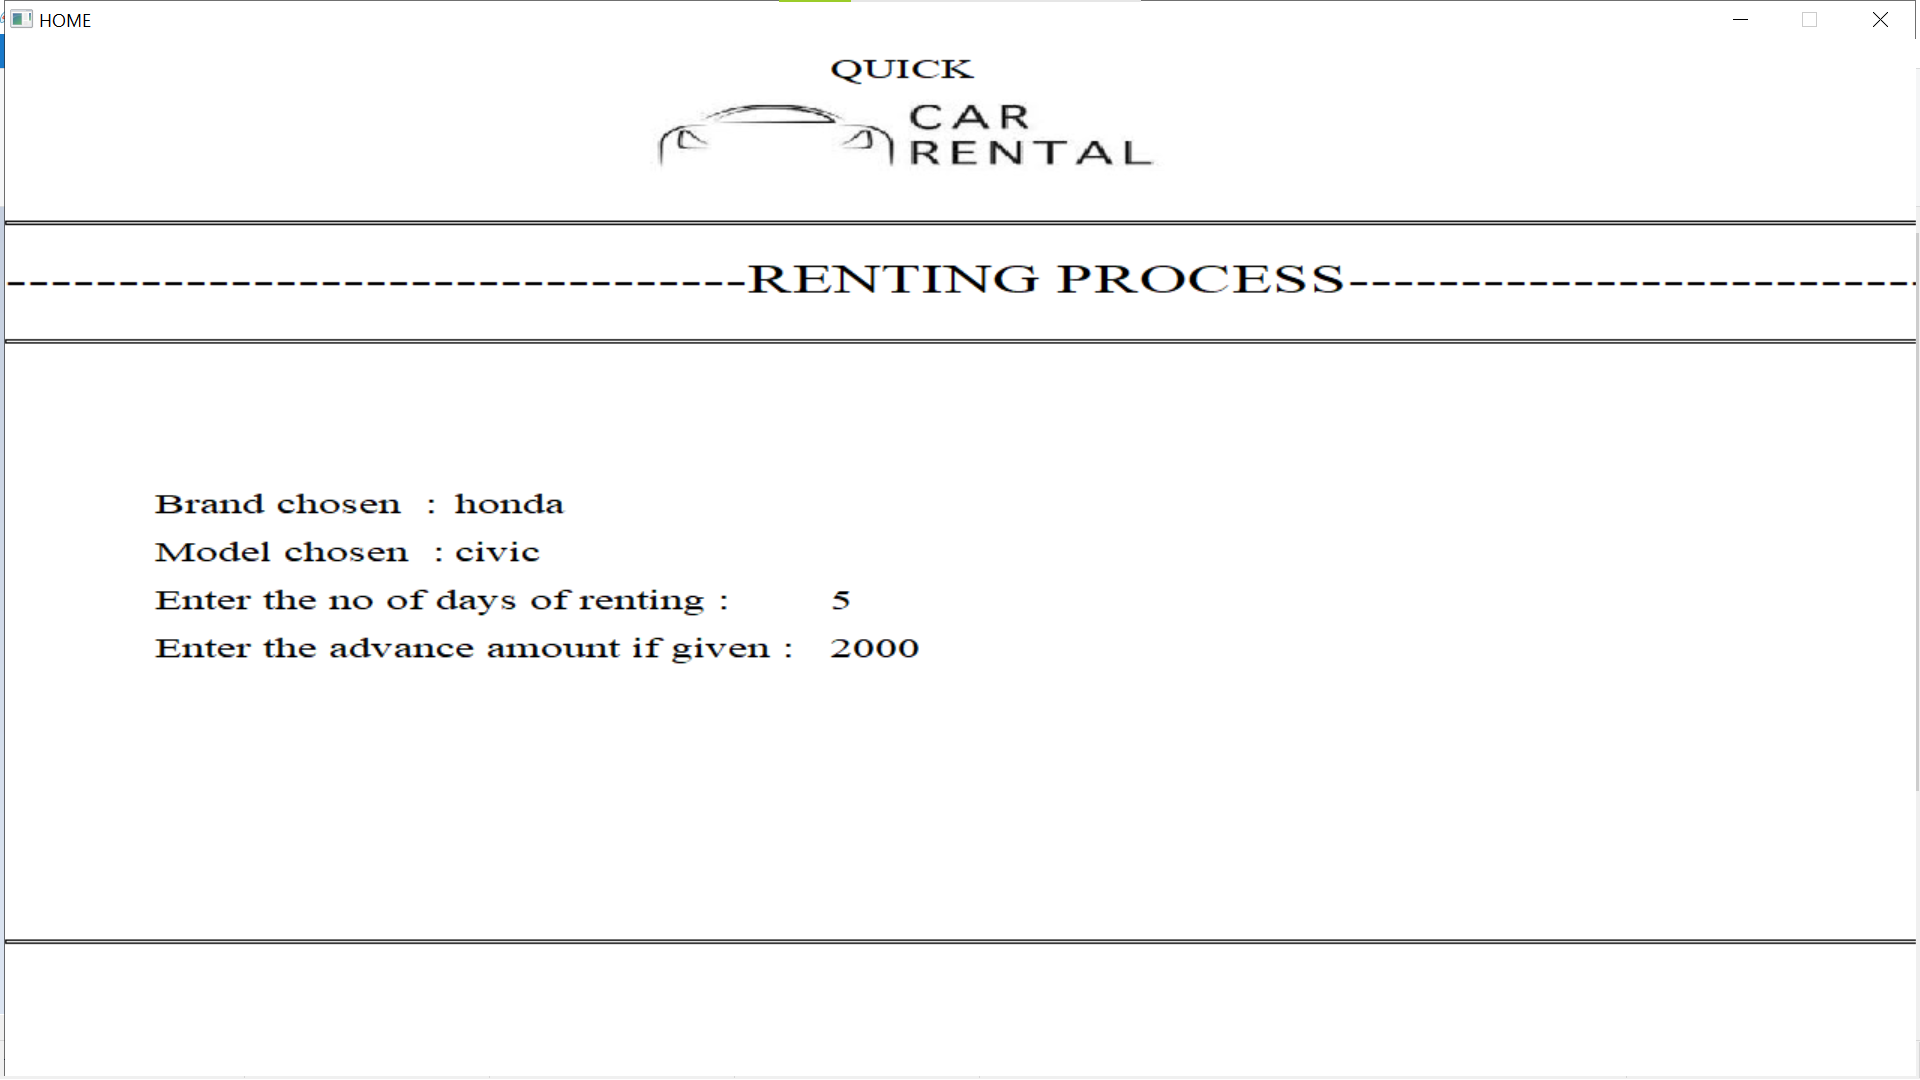 HOME
QUICK
CAR
RENTAL
---------------------------------RENTING PROCESS-------------------------
Brand chosen : honda
Model chosen : civic
Enter the no of days of renting : 5
Enter the advance amount if given : 2000